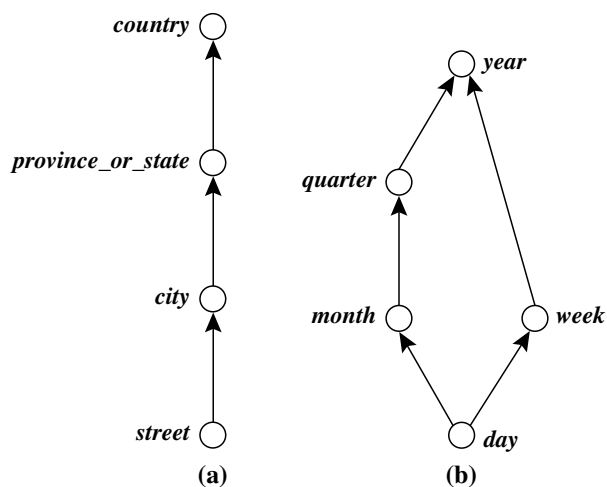 country
province_or_state
city
street
(a)
year
quarter
month
week
day
(b)